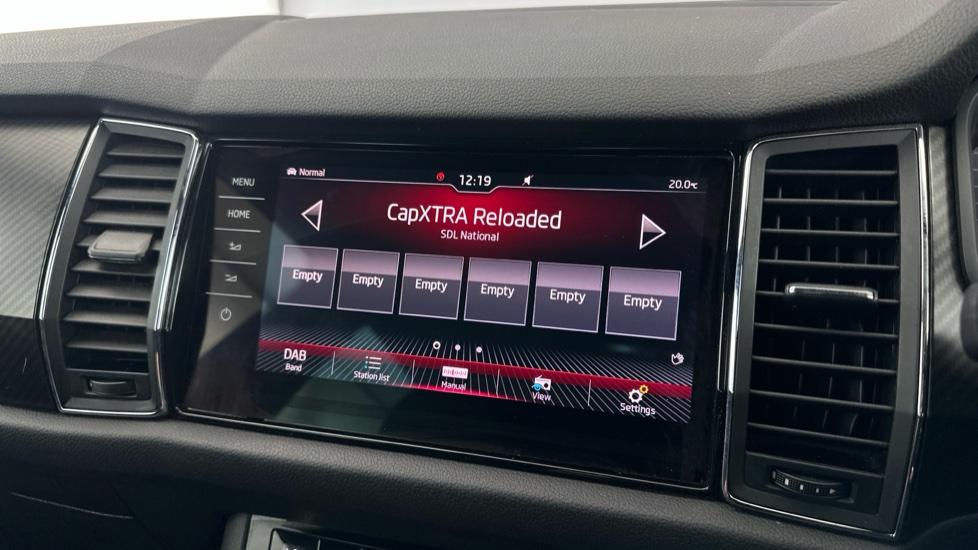 MENU
HOME
Normal
12:19
20.0°C
CapXTRA Reloaded
SDL National
Empty
Empty
Empty
Empty
Empty
Empty
DAB
Band
Station list
Manual
View
Settings